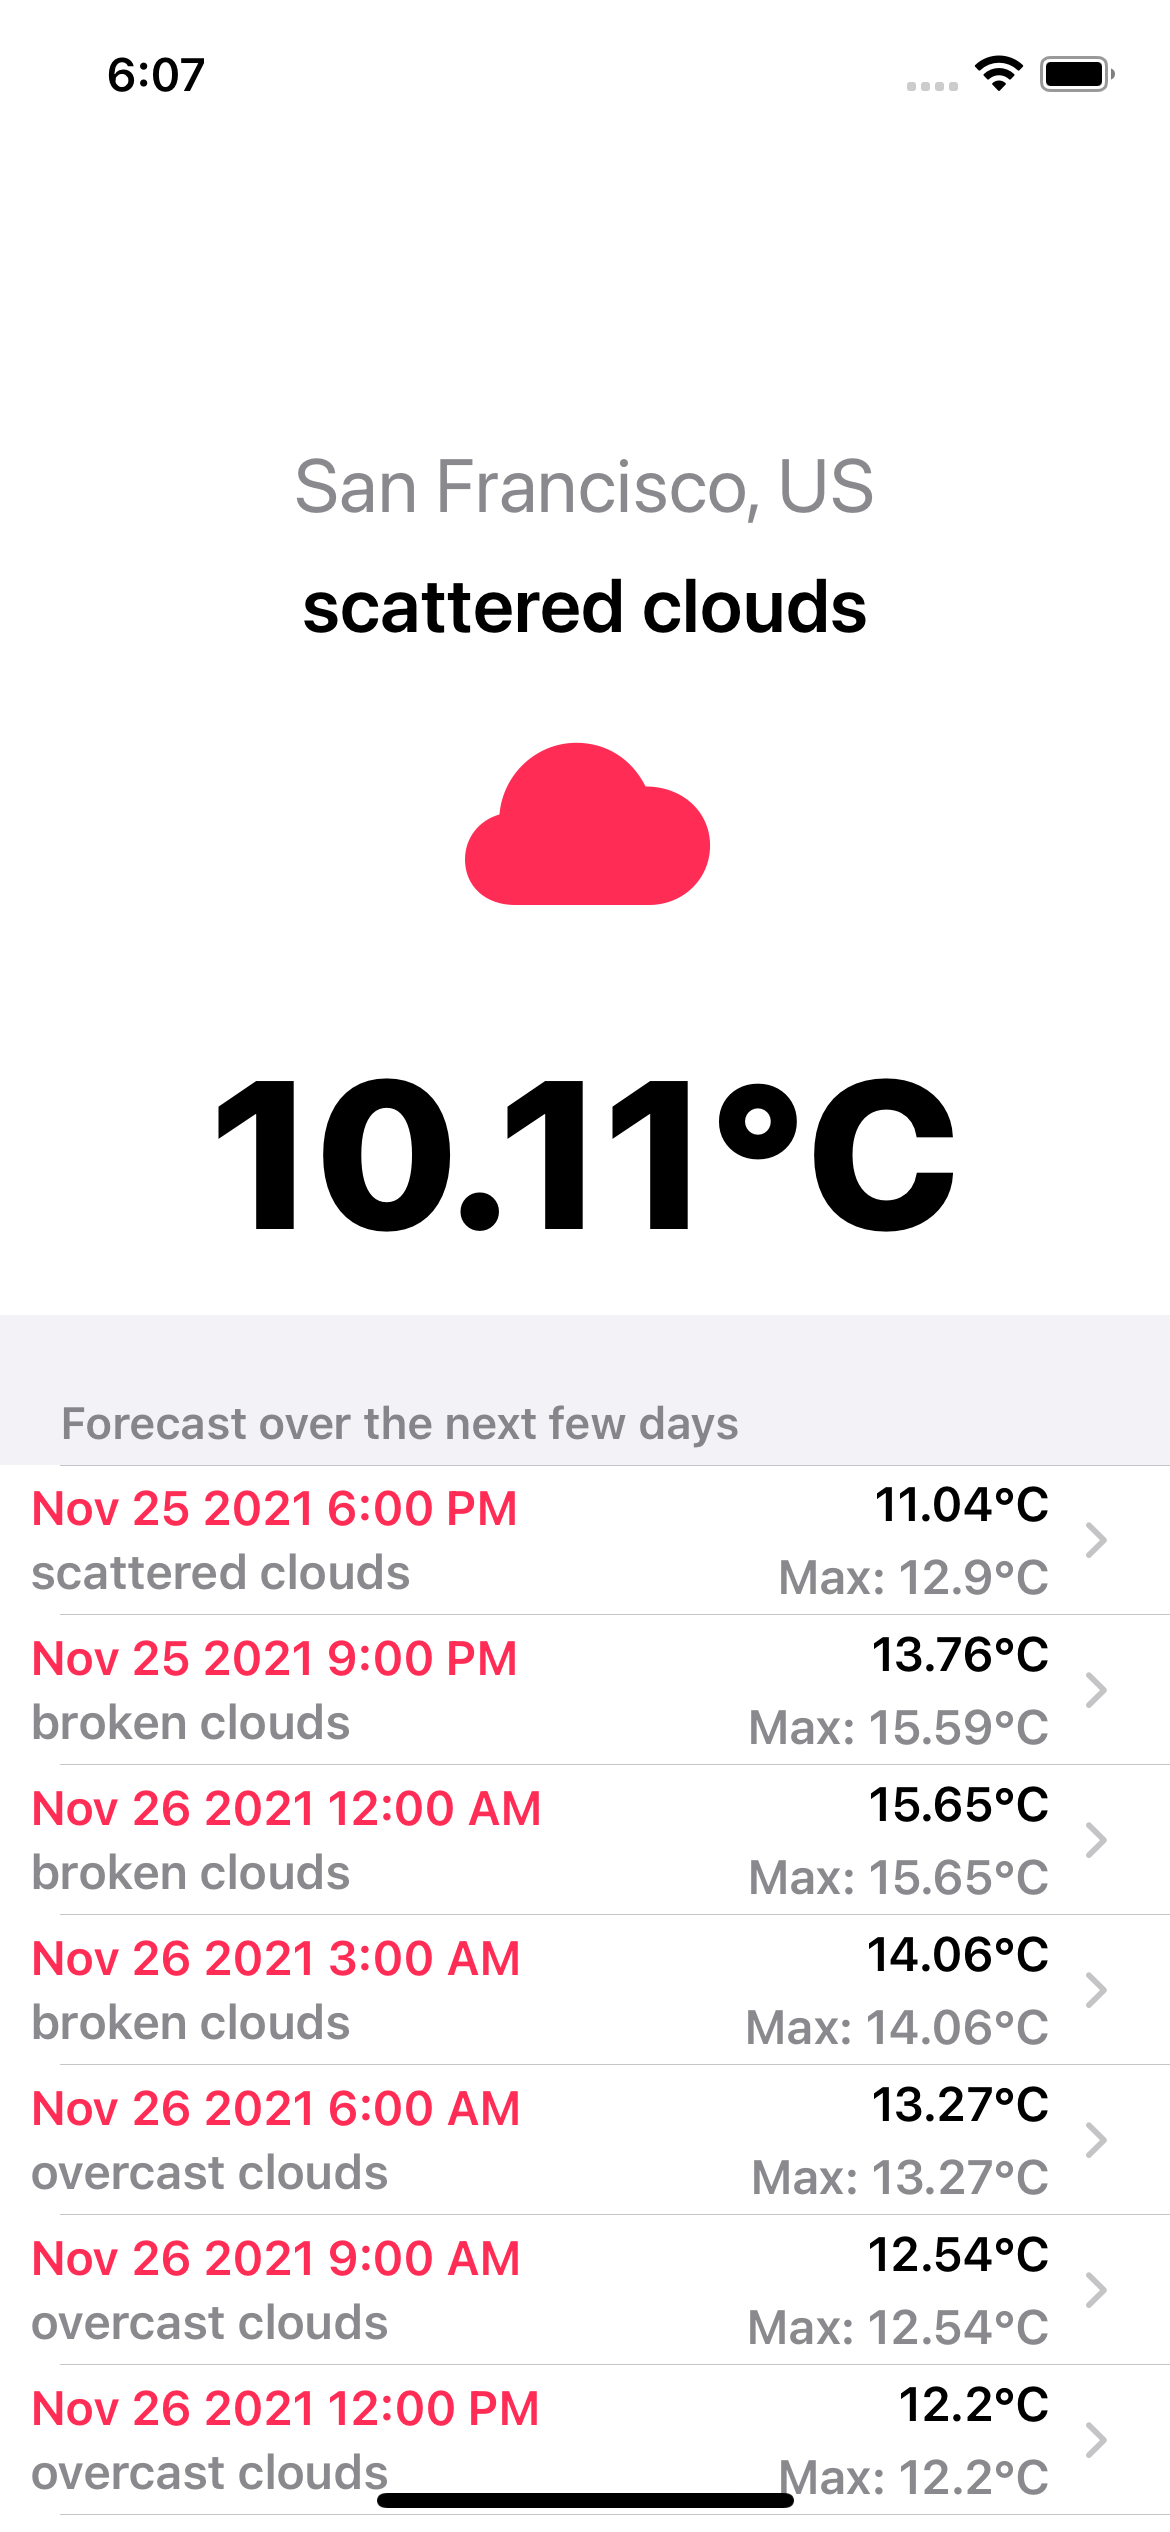 6:07
San Francisco, US
scattered clouds
10.11°C
Forecast over the next few days
Nov 25 2021 6:00 PM
11.04°C
scattered clouds
Max: 12.9°C
Nov 25 2021 9:00 PM
13.76°C
broken clouds
Max: 15.59°C
Nov 26 2021 12:00 AM
15.65°C
broken clouds
Max: 15.65°C
Nov 26 2021 3:00 AM
14.06°C
broken clouds
Max: 14.06°C
Nov 26 2021 6:00 AM
13.27°C
overcast clouds
Max: 13.27°C
Nov 26 2021 9:00 AM
12.54°C
overcast clouds
Max: 12.54°C
Nov 26 2021 12:00 PM
12.2°C
overcast clouds
Max: 12.2°C